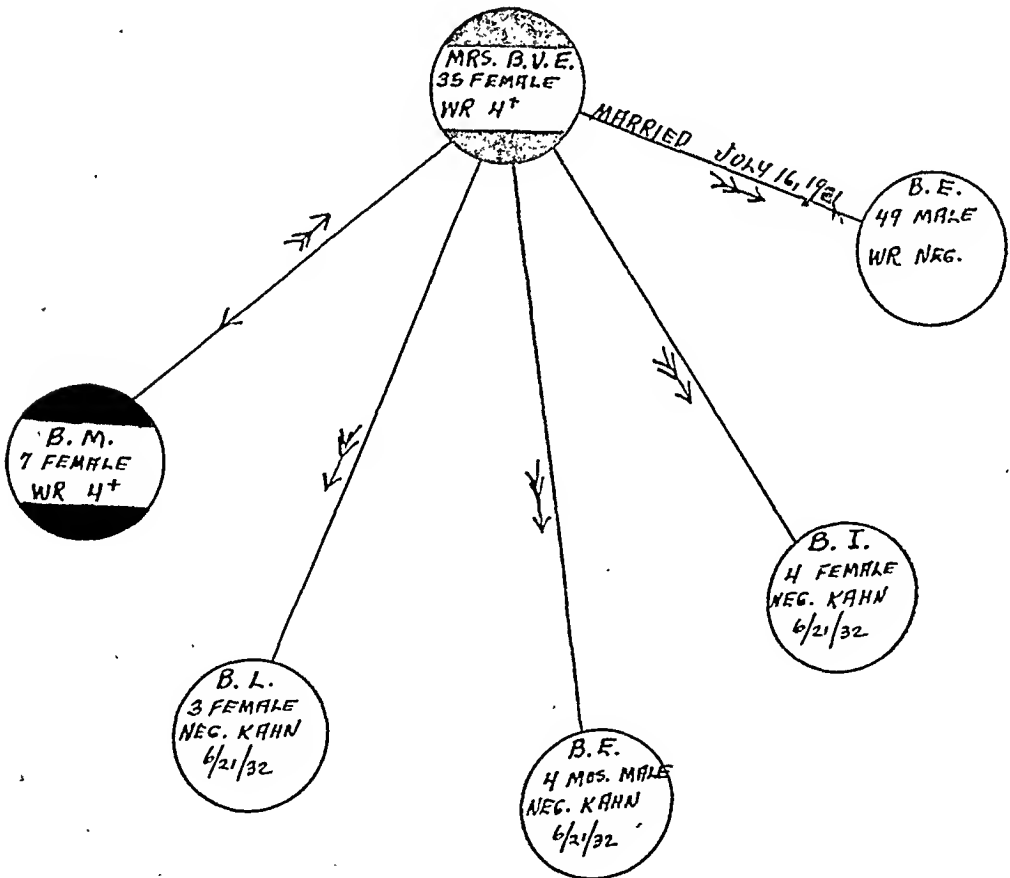 MRS. B.V.E.
35 FEMALE
WR 4+
MARRIED JULY 16,
B.E.
49 MALE
WR NEG.
B.M.
7 FEMALE
WR 4+
B.I.
4 FEMALE
NEG. KAHN
6/21/32
B.L.
3 FEMALE
NEG. KAHN
6/21/32
B.E.
4 MOS. MALE
NEG. KAHN
6/21/32